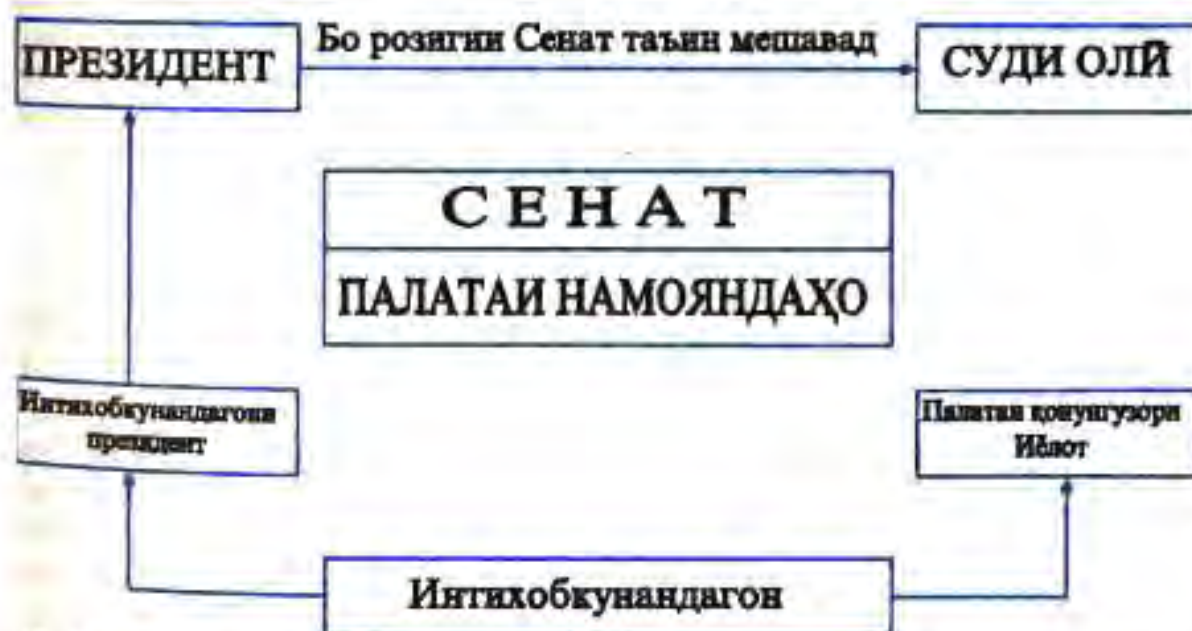 ПРЕЗИДЕНТ
Бо розигии Сенат таъин мешавад
СУДИ ОЛӢ
СЕНАТ
ПАЛАТАИ НАМОЯНДАҲО
Интихобкунандагони
президент
Палатаи қонунгузори
Иёлот
Интихобкунандагон